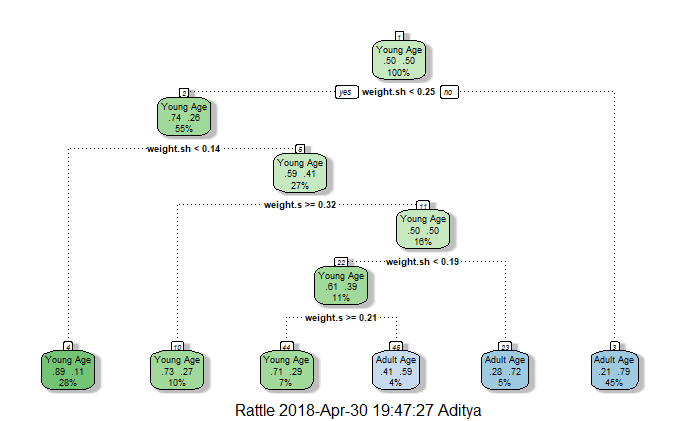 1
Young Age
.50 .50
100%
yes weight.sh < 0.25 no
2
Young Age
.74 .26
55%
weight.sh < 0.14
5
Young Age
.59 .41
27%
weight.s >= 0.32
11
Young Age
.50 .50
16%
weight.sh < 0.19
22
Young Age
.61 .39
11%
weight.s >= 0.21
4
Young Age
.89 .11
28%
10
Young Age
.73 .27
10%
44
Young Age
.71 .29
7%
45
Adult Age
.41 .59
4%
23
Adult Age
.28 .72
5%
3
Adult Age
.21 .79
45%
Rattle 2018-Apr-30 19:47:27 Aditya